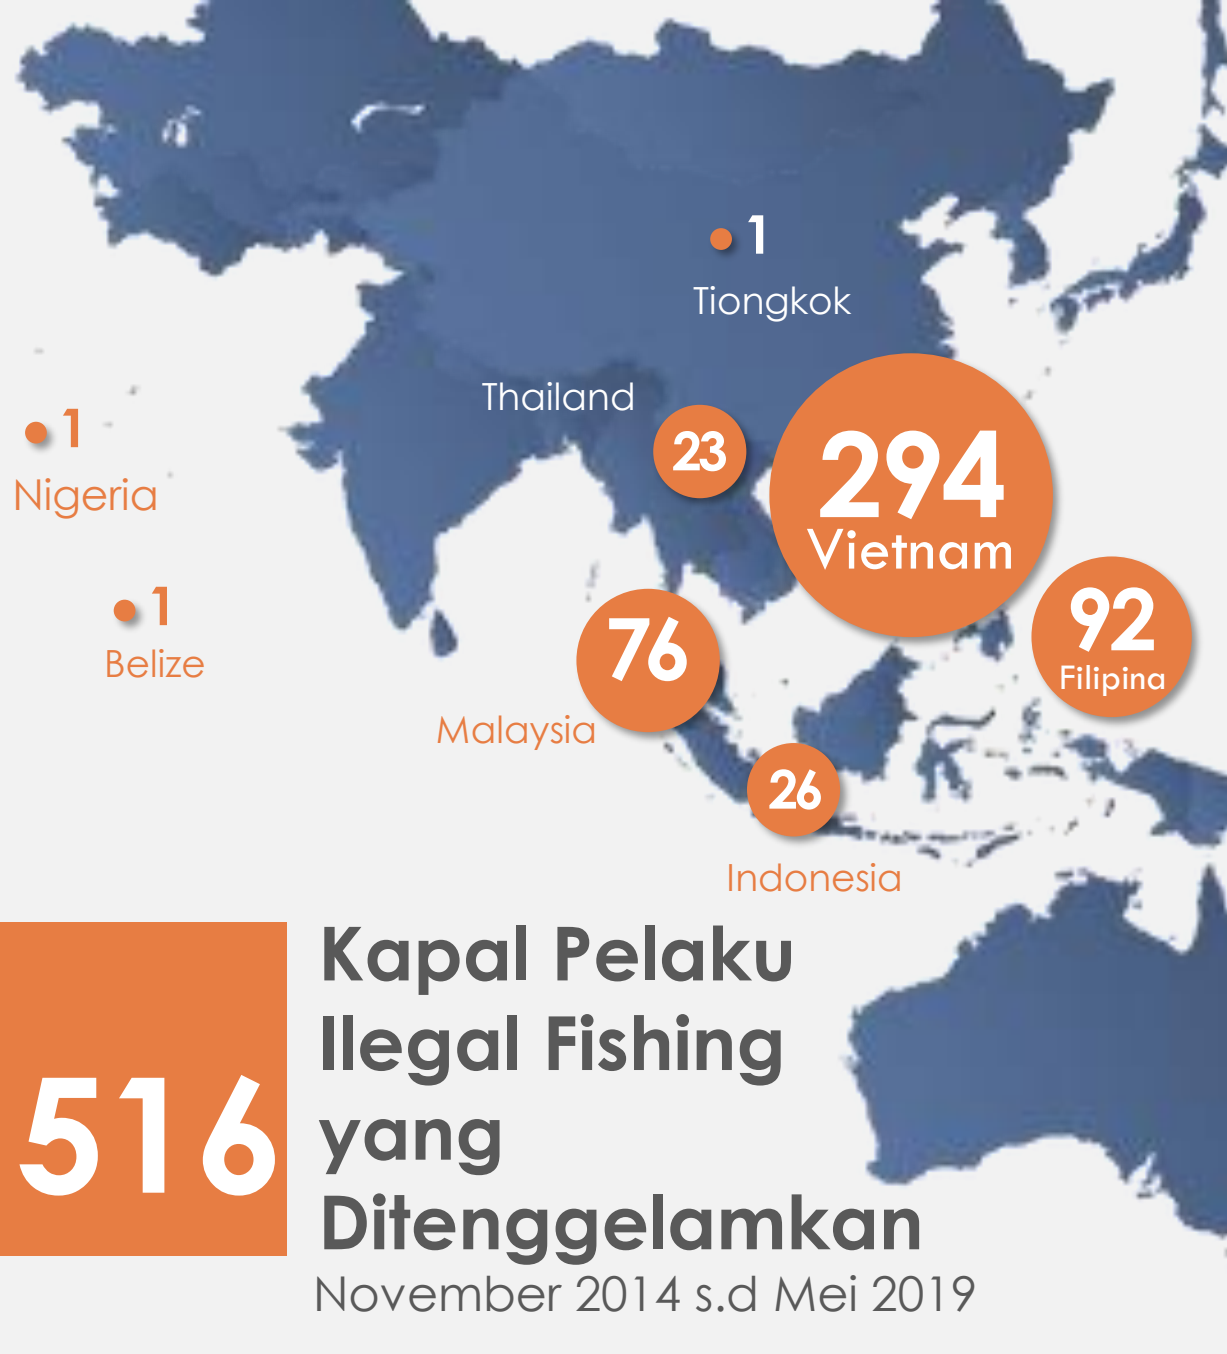 1
Tiongkok
Thailand
23
294
Vietnam
1
Nigeria
92
Filipina
1
Belize
76
Malaysia
26
Indonesia
516
Kapal Pelaku
Ilegal Fishing
yang
Ditenggelamkan
November 2014 s.d Mei 2019